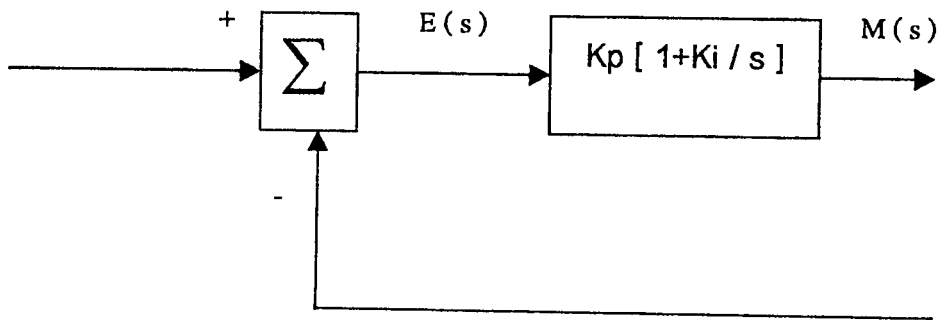 +
E(s)
M(s)
Σ
Kp [ 1+Ki / s ]
-